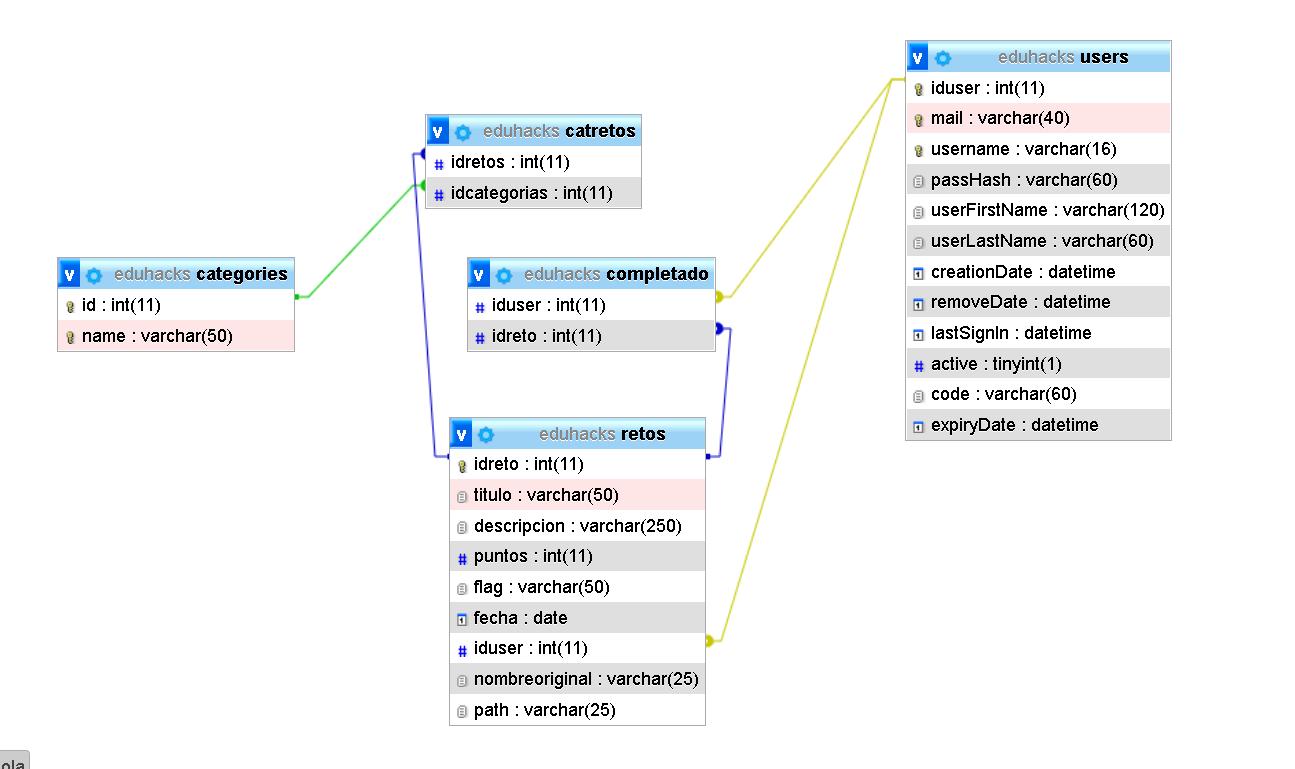 v eduhacks users
iduser : int(11)
mail : varchar(40)
username : varchar(16)
passHash : varchar(60)
userFirstName : varchar(120)
userLastName : varchar(60)
creationDate : datetime
removeDate : datetime
lastSignIn : datetime
active : tinyint(1)
code : varchar(60)
expiryDate : datetime
v eduhacks catretos
idretos : int(11)
idcategorias : int(11)
v eduhacks categories
id : int(11)
name : varchar(50)
v eduhacks completado
iduser : int(11)
idreto : int(11)
v eduhacks retos
idreto : int(11)
titulo : varchar(50)
descripcion : varchar(250)
puntos : int(11)
flag : varchar(50)
fecha : date
iduser : int(11)
nombreoriginal : varchar(25)
path : varchar(25)
ola